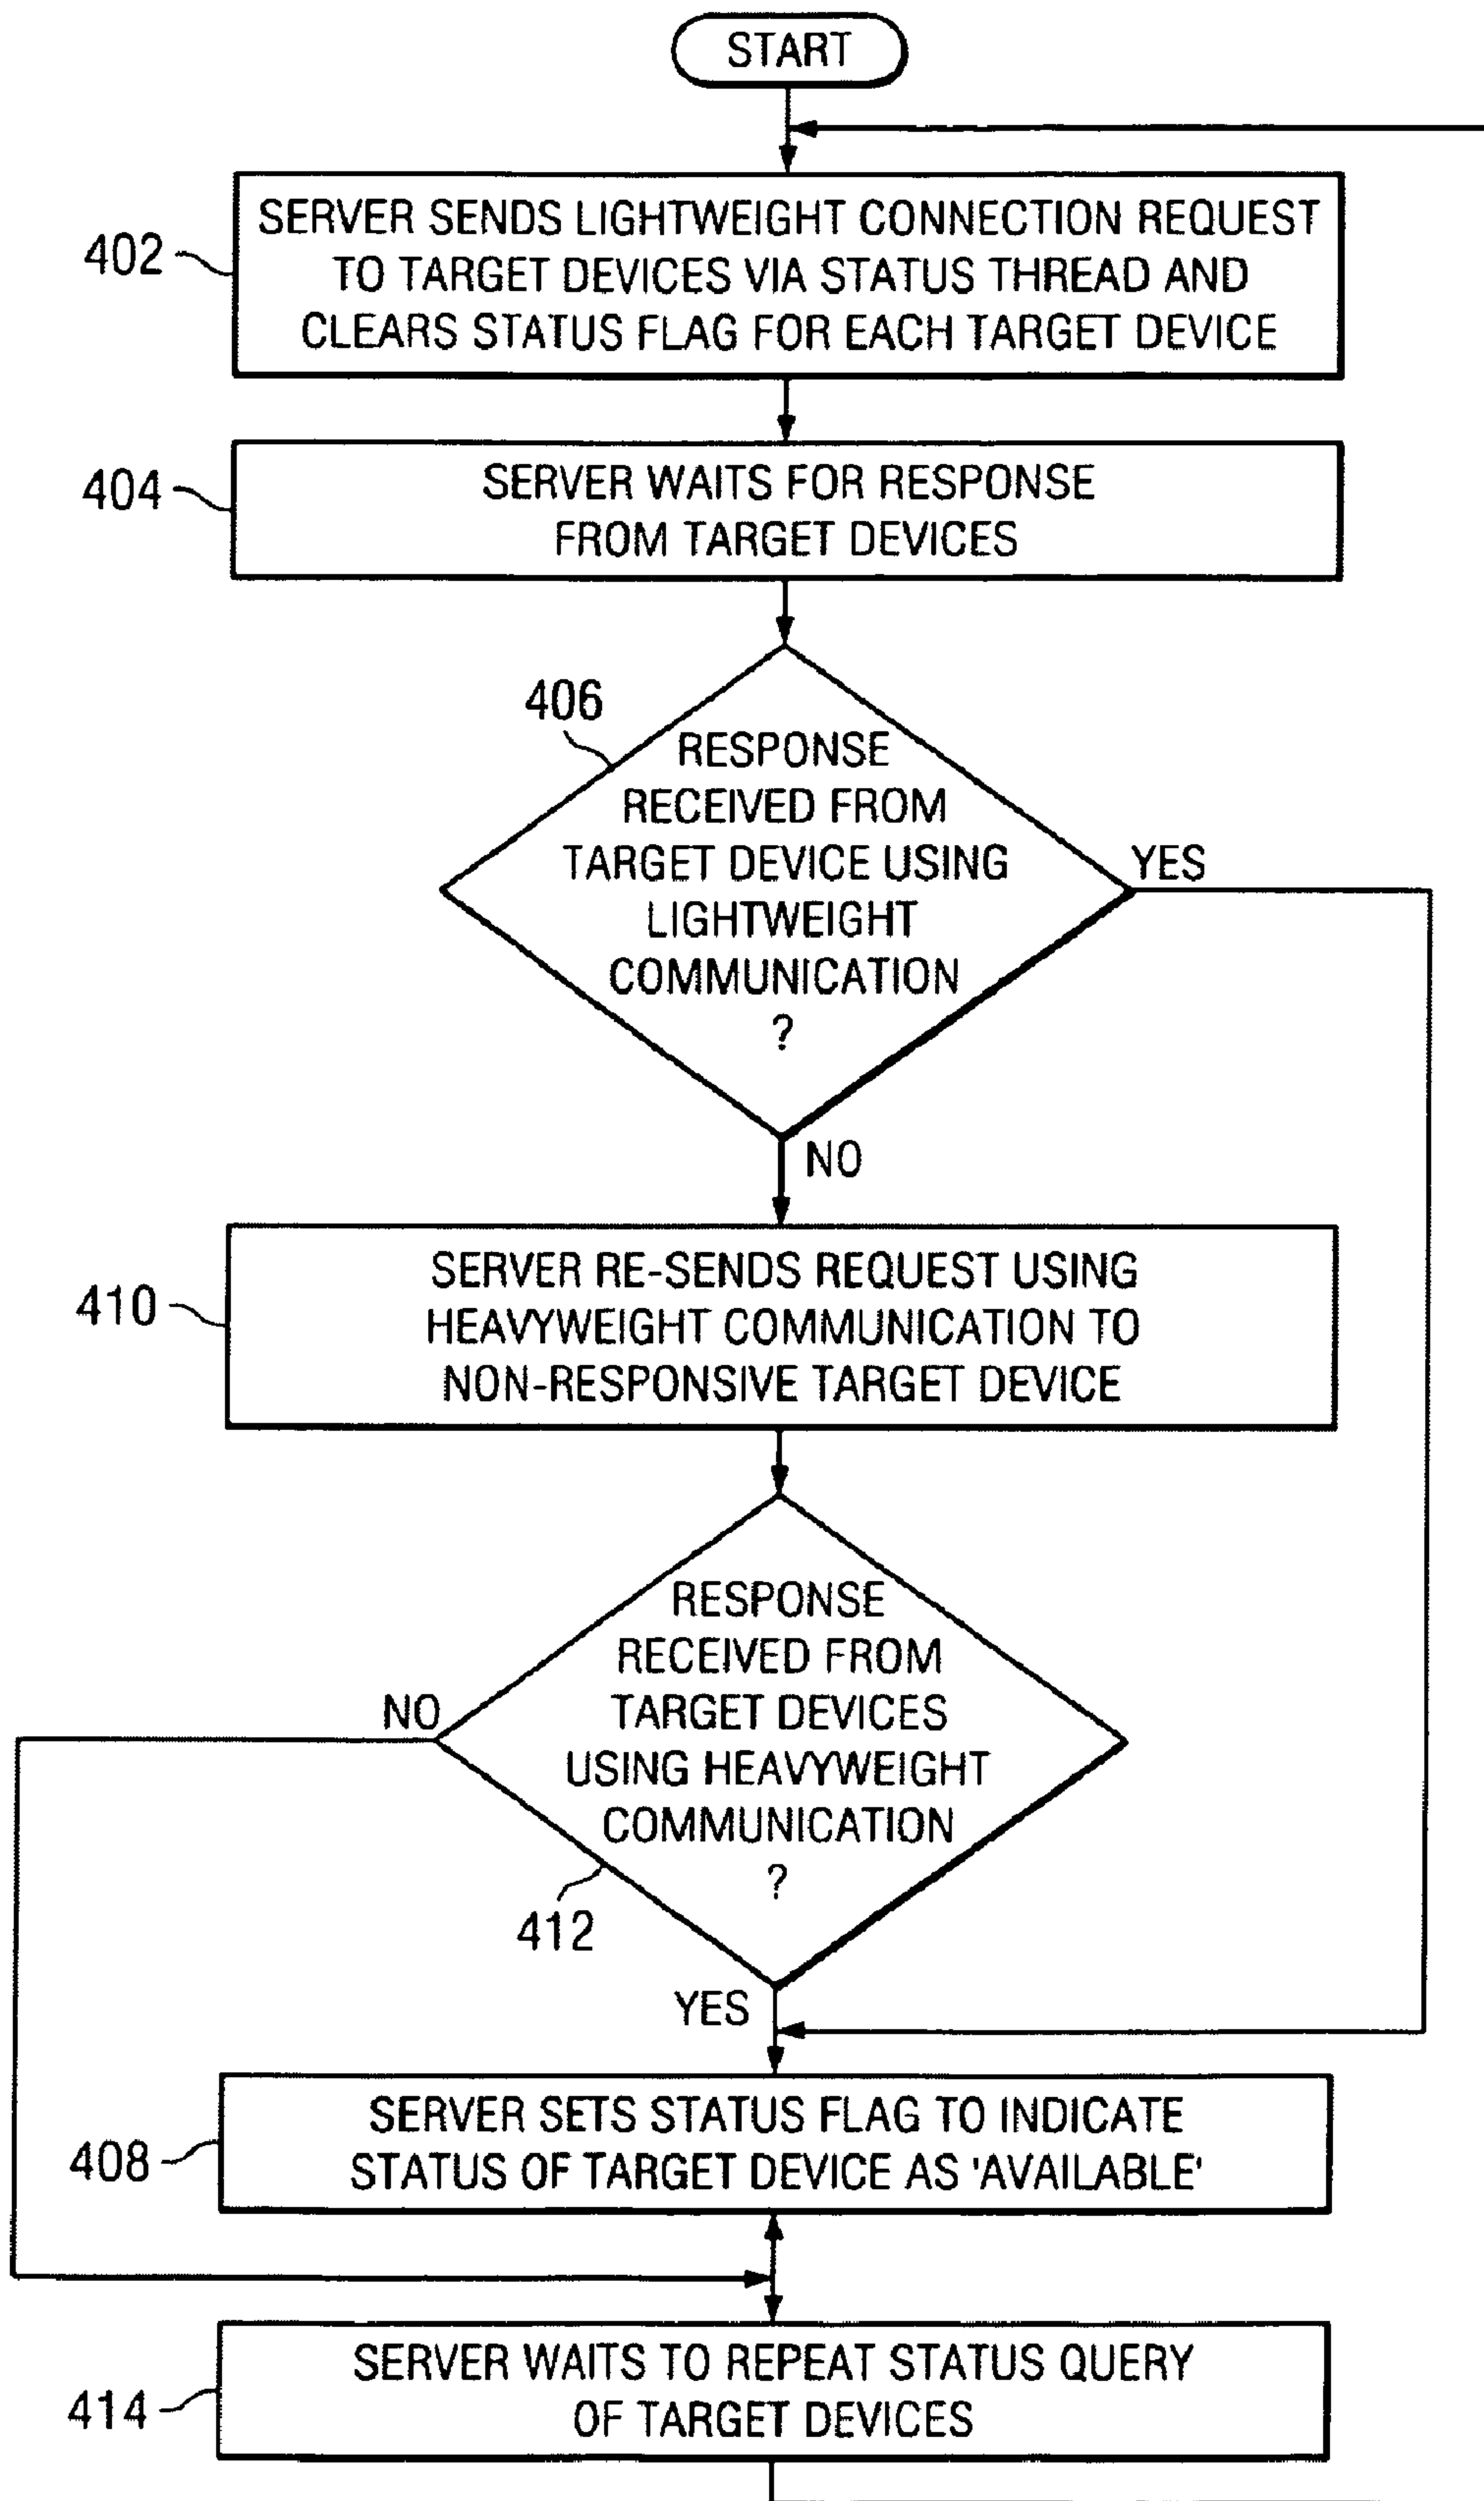 START
402
SERVER SENDS LIGHTWEIGHT CONNECTION REQUEST
TO TARGET DEVICES VIA STATUS THREAD AND
CLEARS STATUS FLAG FOR EACH TARGET DEVICE
404
SERVER WAITS FOR RESPONSE
FROM TARGET DEVICES
406
RESPONSE
RECEIVED FROM
TARGET DEVICE USING
LIGHTWEIGHT
COMMUNICATION
?
YES
NO
410
SERVER RE-SENDS REQUEST USING
HEAVYWEIGHT COMMUNICATION TO
NON-RESPONSIVE TARGET DEVICE
RESPONSE
RECEIVED FROM
TARGET DEVICES
USING HEAVYWEIGHT
COMMUNICATION
?
NO
412
YES
408
SERVER SETS STATUS FLAG TO INDICATE
STATUS OF TARGET DEVICE AS 'AVAILABLE'
414
SERVER WAITS TO REPEAT STATUS QUERY
OF TARGET DEVICES